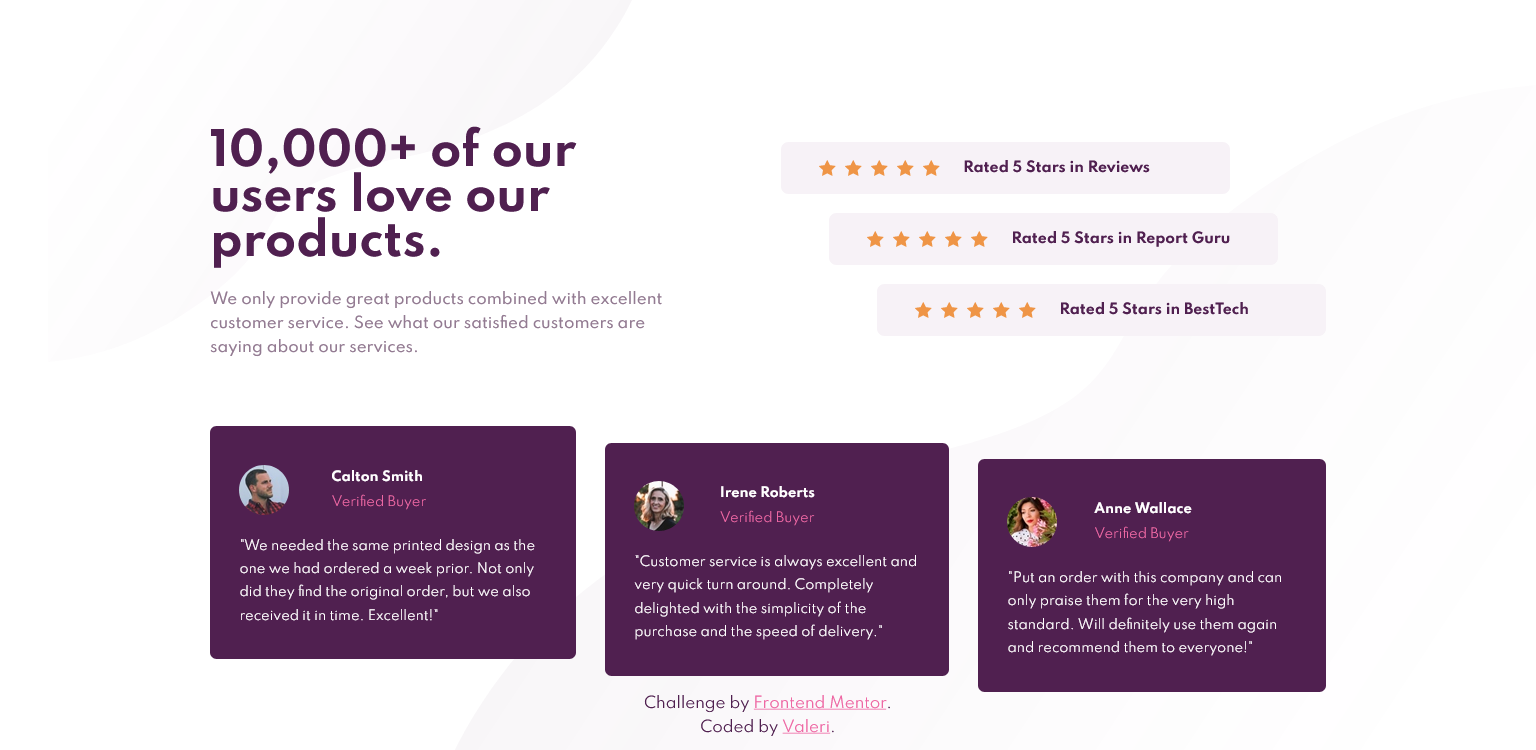 10,000+ of our
users love our
products.
We only provide great products combined with excellent
customer service. See what our satisfied customers are
saying about our services.
Rated 5 Stars in Reviews
Rated 5 Stars in Report Guru
Rated 5 Stars in BestTech
Calton Smith
Verified Buyer
"We needed the same printed design as the
one we had ordered a week prior. Not only
did they find the original order, but we also
received it in time. Excellent!"
Irene Roberts
Verified Buyer
"Customer service is always excellent and
very quick turn around. Completely
delighted with the simplicity of the
purchase and the speed of delivery."
Anne Wallace
Verified Buyer
"Put an order with this company and can
only praise them for the very high
standard. Will definitely use them again
and recommend them to everyone!"
Challenge by Frontend Mentor.
Coded by Valeri.